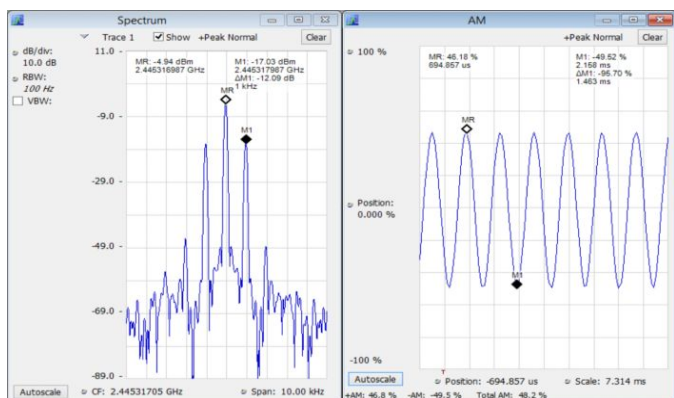 Spectrum
Trace 1 Show +Peak Normal Clear
dB/div:
10.0 dB
RBW:
100 Hz
VBW:
11.0
-9.0
-29.0
-49.0
-69.0
-89.0
MR: -4.94 dBm
2.445316987 GHz
M1: -17.03 dBm
2.445317987 GHz
ΔM1: -12.09 dB
1 kHz
MR
M1
Autoscale CF: 2.44531705 GHz Span: 10.00 kHz
AM
+Peak Normal Clear
100 %
Position:
0.000 %
-100 %
MR: 46.18 %
694.857 us
M1: -49.52 %
2.158 ms
ΔM1: -95.70 %
1.463 ms
MR
M1
Autoscale Position: -694.857 us Scale: 7.314 ms
+AM: 46.8 % -AM: -49.5 % Total AM: 48.2 %